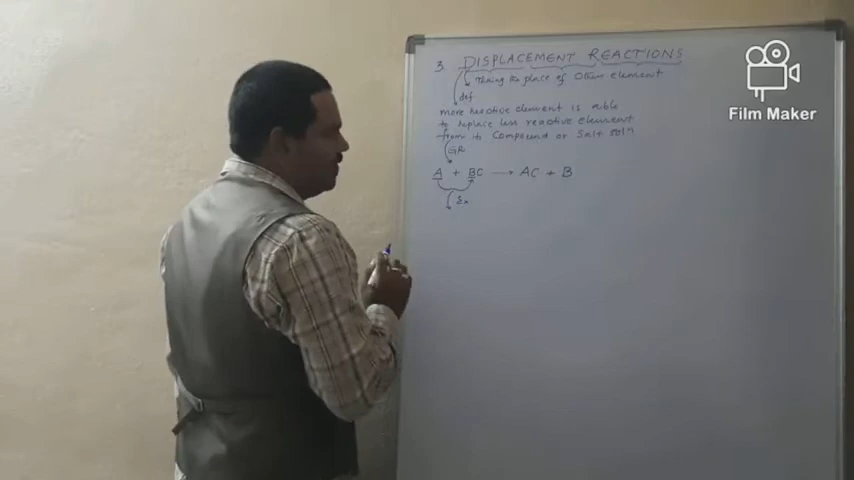 3 DISPLACEMENT REACTIONS
Taking the place of Other element
def
more Reactive element is able
to replace less reactive element
from its Compound or Salt solⁿ
GR
A + BC → AC + B
Ex
Film Maker